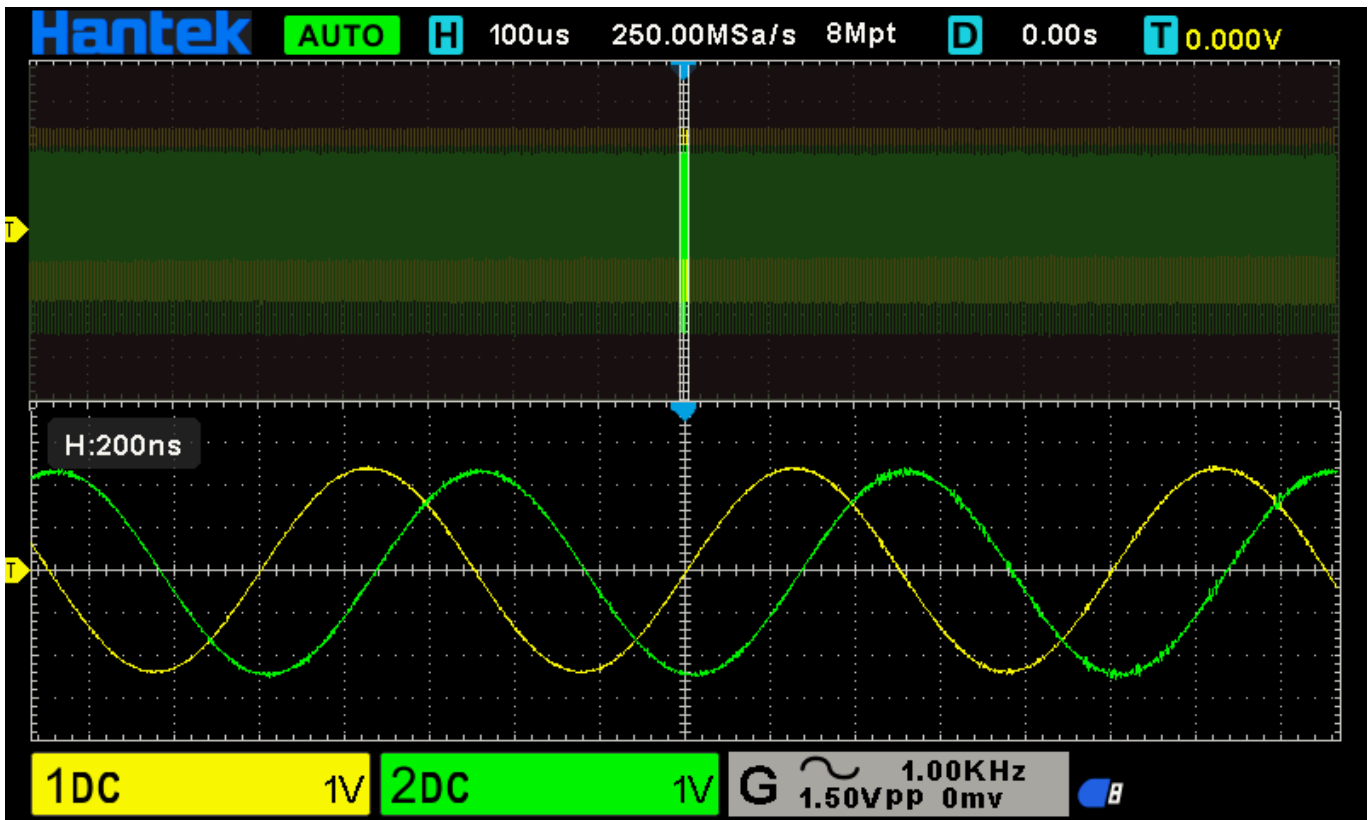 Hantek AUTO H 100us 250.00MSa/s 8Mpt D 0.00s T 0.000V
T
H:200ns
T
1DC 1V 2DC 1V G 1.00KHz
1.50Vpp 0mv